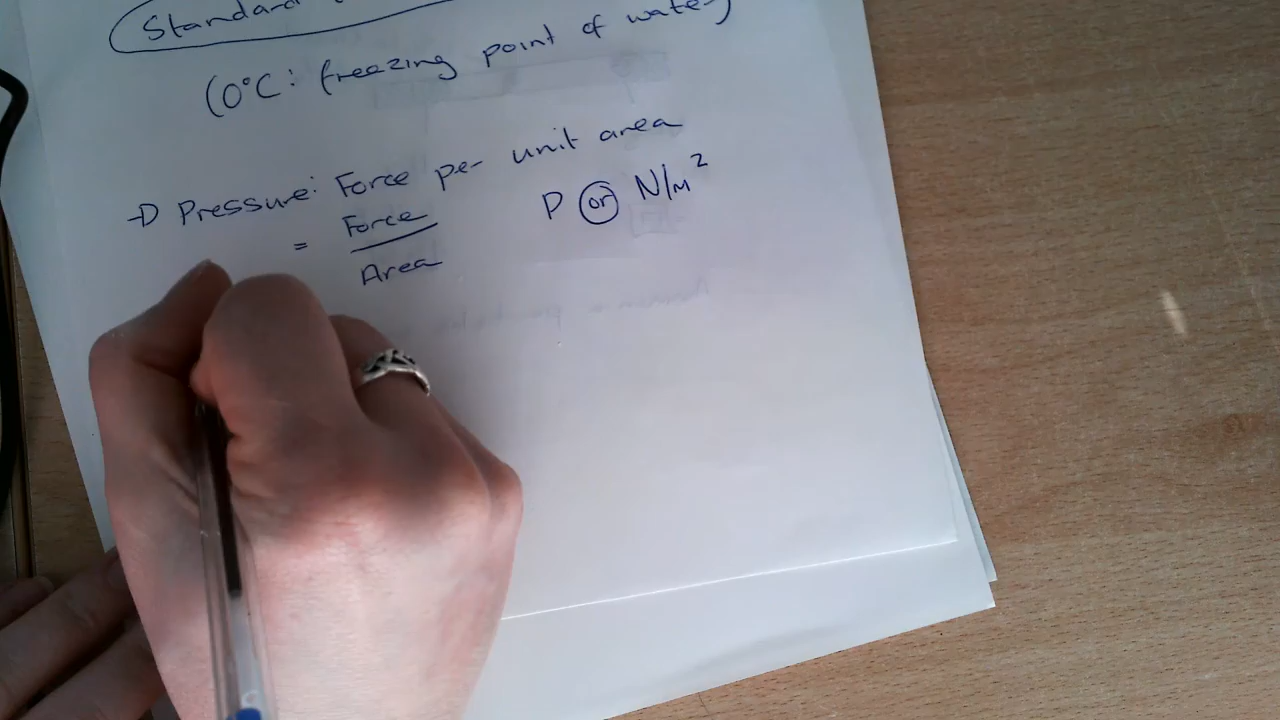 Standard
(0°C: freezing point of water)
→ Pressure: Force per unit area
= Force / Area
P or N/m²